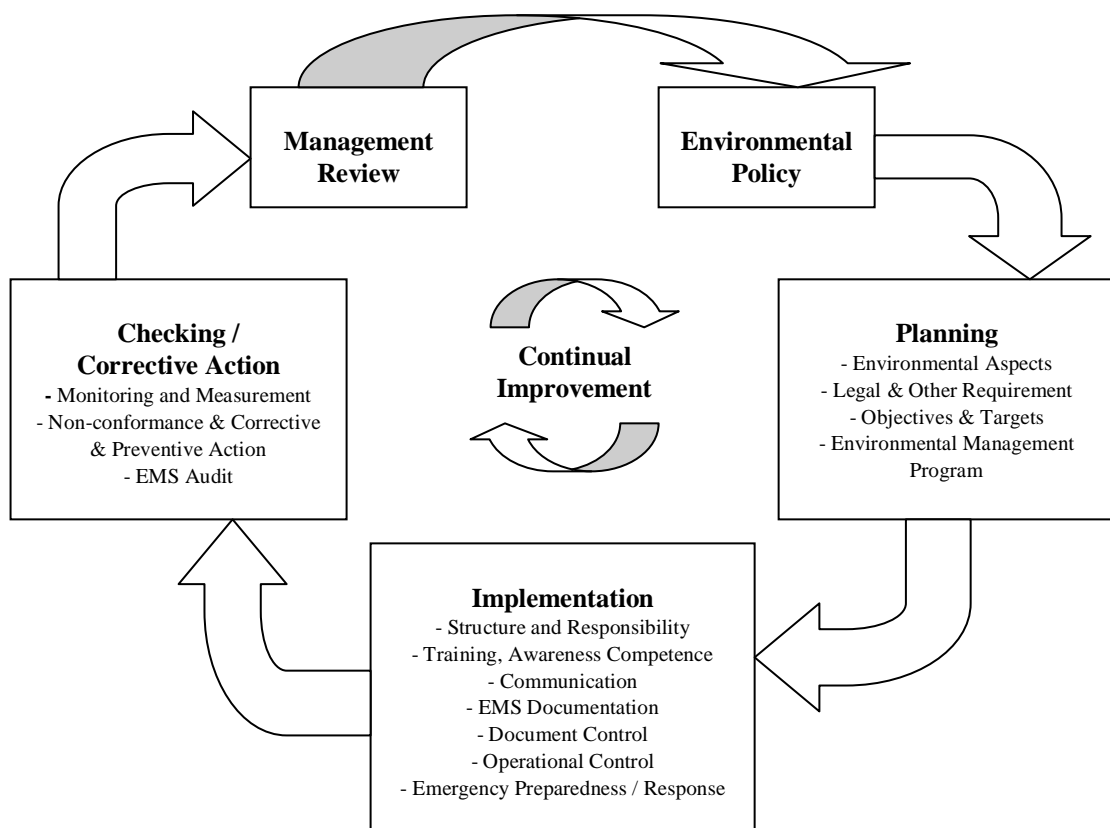 Management
Review
Environmental
Policy
Checking /
Corrective Action
- Monitoring and Measurement
- Non-conformance & Corrective
& Preventive Action
- EMS Audit
Continual
Improvement
Planning
- Environmental Aspects
- Legal & Other Requirement
- Objectives & Targets
- Environmental Management
Program
Implementation
- Structure and Responsibility
- Training, Awareness Competence
- Communication
- EMS Documentation
- Document Control
- Operational Control
- Emergency Preparedness / Response